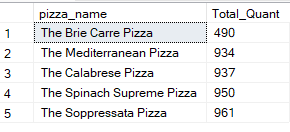 pizza_name Total_Quant
1 The Brie Carre Pizza 490
2 The Mediterranean Pizza 934
3 The Calabrese Pizza 937
4 The Spinach Supreme Pizza 950
5 The Soppressata Pizza 961